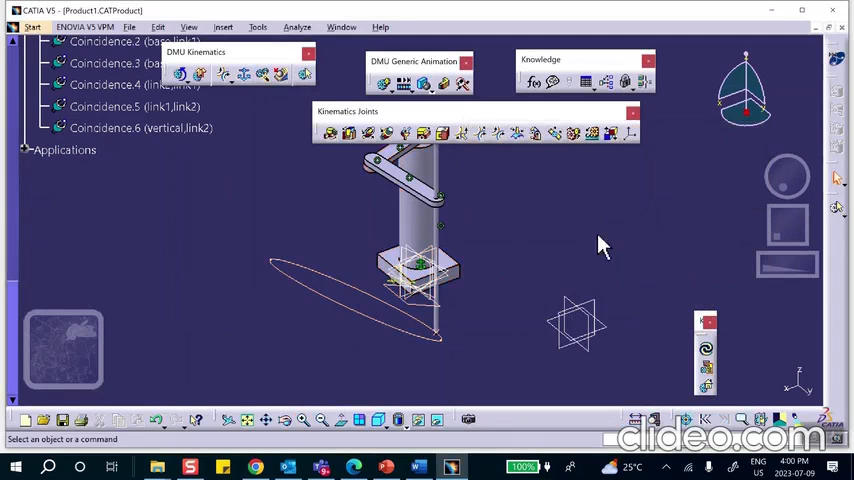 CATIA V5 - [Product1.CATProduct]
Start ENOVIA V5 VPM File Edit View Insert Tools Analyze Window Help
Coincidence.2 (base,link1)
DMU Kinematics
DMU Generic Animation
Knowledge
Coincidence.3 (base
Coincidence.4 (link2
Kinematics Joints
Coincidence.5 (link1,link2)
Coincidence.6 (vertical,link2)
Applications
f(x)
x
y
z
K
z
x
y
CATIA
Select an object or a command
clideo.com
9+
100%
25°C
ENG
US
4:00 PM
2023-07-09